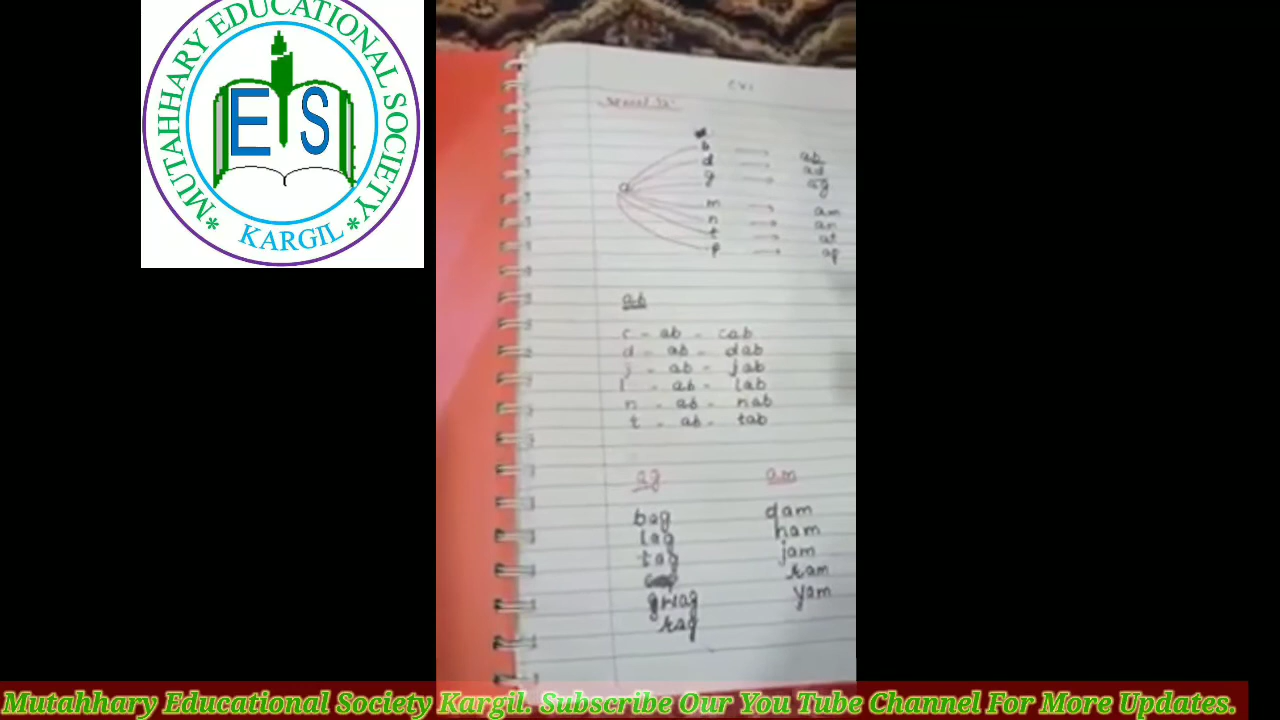 MUTAHHARY EDUCATIONAL SOCIETY
E S
* KARGIL *
a
b → ab
d → ad
g → ag
m → am
n → an
t → at
p → ap
ab
c - ab - cab
d - ab - dab
j - ab - jab
l - ab - lab
n - ab - nab
t - ab - tab
ag am
bag dam
lag ham
tag jam
ram
yam
rag
Mutahhary Educational Society Kargil. Subscribe Our You Tube Channel For More Updates.